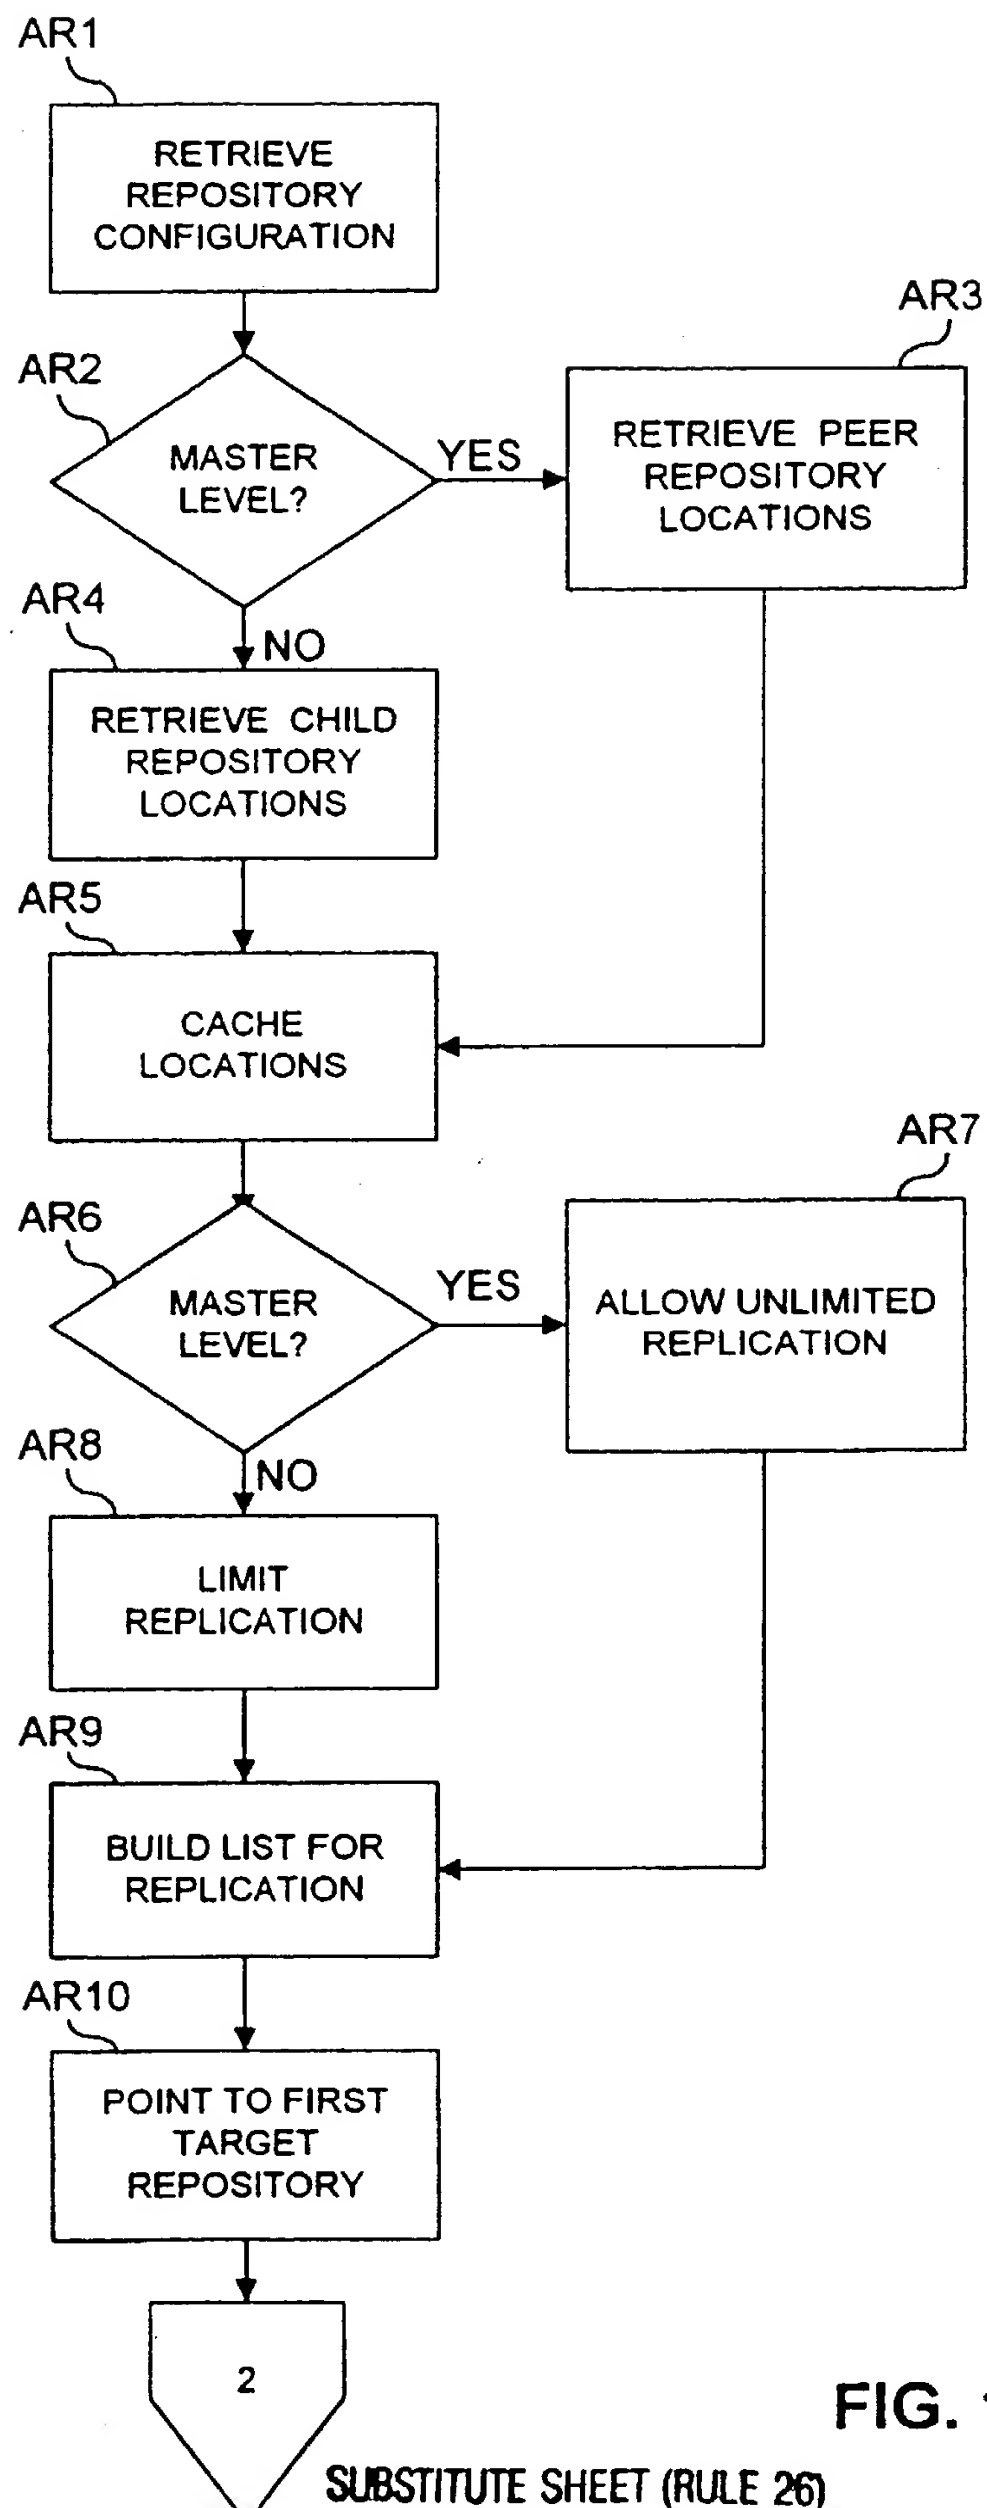 AR1
RETRIEVE
REPOSITORY
CONFIGURATION
AR2
MASTER
LEVEL?
YES
AR3
RETRIEVE PEER
REPOSITORY
LOCATIONS
NO
AR4
RETRIEVE CHILD
REPOSITORY
LOCATIONS
AR5
CACHE
LOCATIONS
AR6
MASTER
LEVEL?
YES
AR7
ALLOW UNLIMITED
REPLICATION
NO
AR8
LIMIT
REPLICATION
AR9
BUILD LIST FOR
REPLICATION
AR10
POINT TO FIRST
TARGET
REPOSITORY
2
FIG.
SUBSTITUTE SHEET (RULE 26)